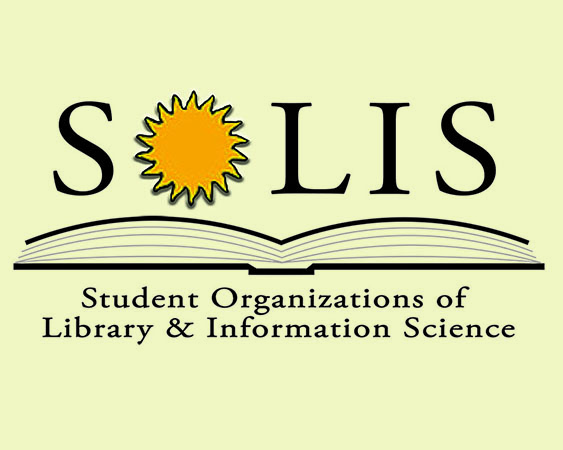 SOLIS
Student Organizations of
Library & Information Science